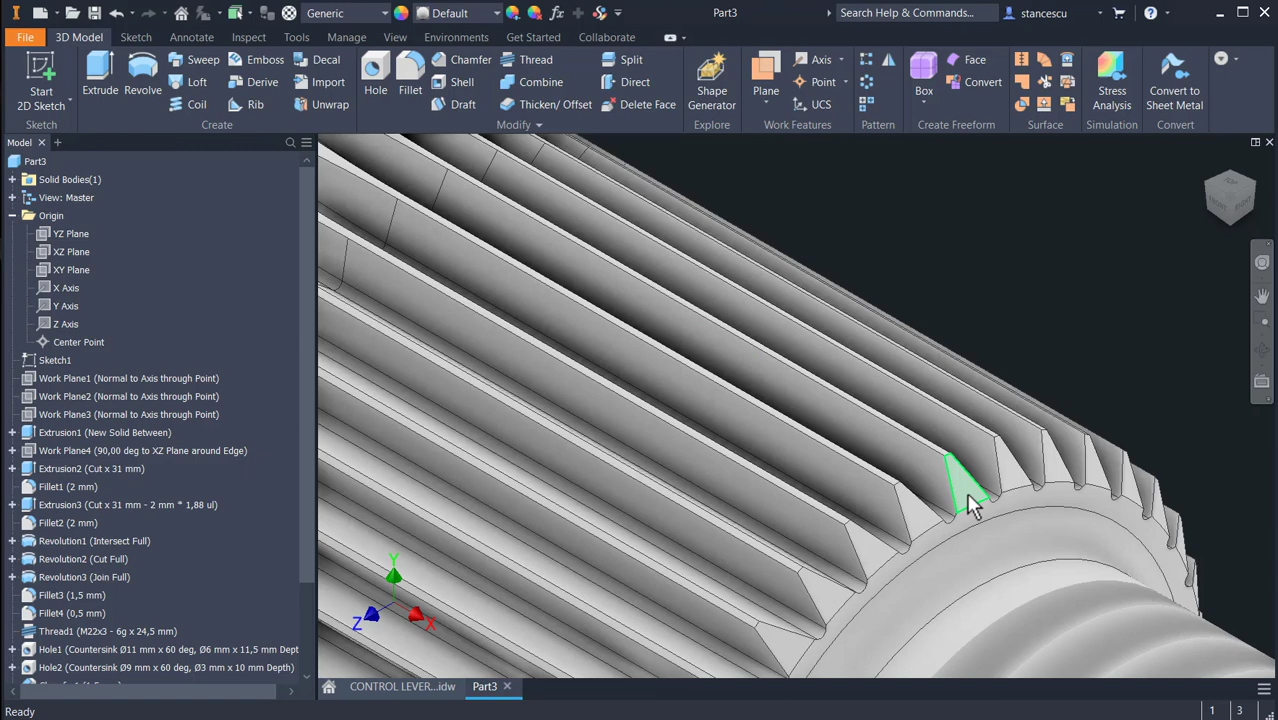 Generic
Default
fx
Part3
Search Help & Commands...
stancescu
File
3D Model
Sketch
Annotate
Inspect
Tools
Manage
View
Environments
Get Started
Collaborate
Start
2D Sketch
Extrude
Revolve
Sweep
Loft
Coil
Emboss
Derive
Rib
Decal
Import
Unwrap
Hole
Fillet
Chamfer
Shell
Draft
Thread
Combine
Thicken/ Offset
Split
Direct
Delete Face
Shape
Generator
Plane
Axis
Point
UCS
Box
Face
Convert
Stress
Analysis
Convert to
Sheet Metal
Sketch
Create
Modify
Explore
Work Features
Pattern
Create Freeform
Surface
Simulation
Convert
Model
Part3
Solid Bodies(1)
View: Master
Origin
YZ Plane
XZ Plane
XY Plane
X Axis
Y Axis
Z Axis
Center Point
Sketch1
Work Plane1 (Normal to Axis through Point)
Work Plane2 (Normal to Axis through Point)
Work Plane3 (Normal to Axis through Point)
Extrusion1 (New Solid Between)
Work Plane4 (90,00 deg to XZ Plane around Edge)
Extrusion2 (Cut x 31 mm)
Fillet1 (2 mm)
Extrusion3 (Cut x 31 mm - 2 mm * 1,88 ul)
Fillet2 (2 mm)
Revolution1 (Intersect Full)
Revolution2 (Cut Full)
Revolution3 (Join Full)
Fillet3 (1,5 mm)
Fillet4 (0,5 mm)
Thread1 (M22x3 - 6g x 24,5 mm)
Hole1 (Countersink Ø11 mm x 60 deg, Ø6 mm x 10 mm Dept
Hole2 (Countersink Ø9 mm x 60 deg, Ø3 mm x 10 mm Depth)
Y
Z
X
CONTROL LEVER...idw
Part3
Ready
1
3